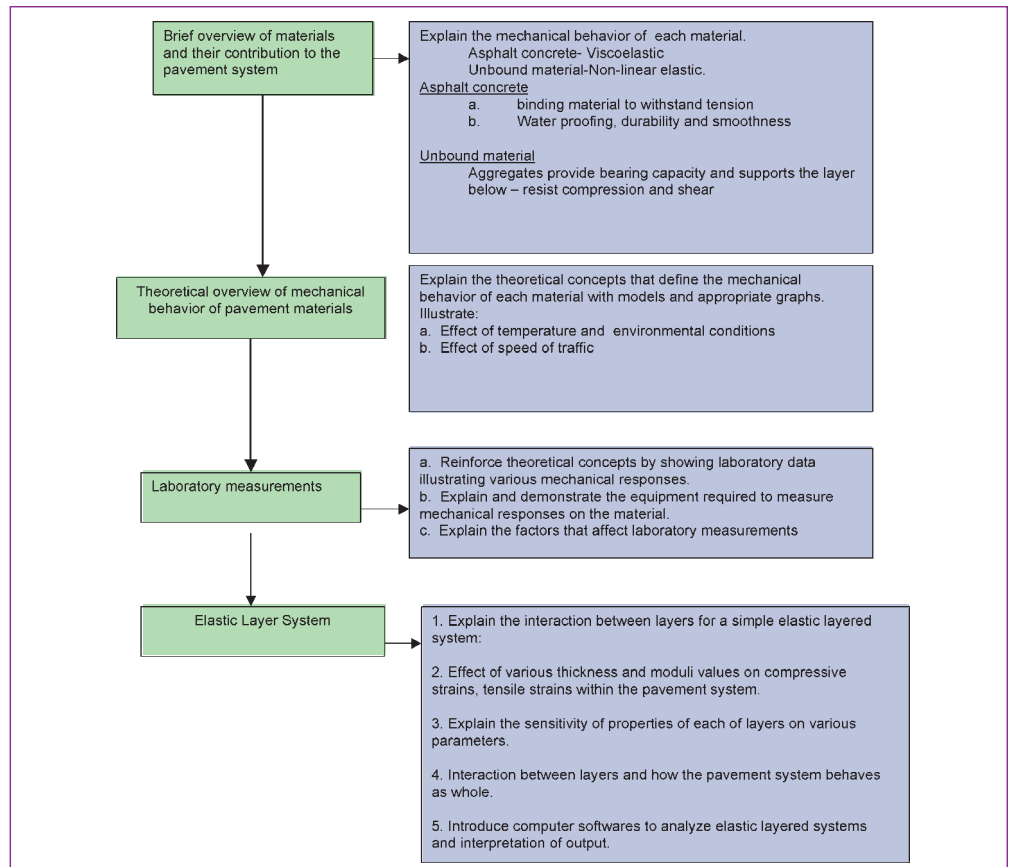 Brief overview of materials
and their contribution to the
pavement system
Explain the mechanical behavior of each material.
Asphalt concrete- Viscoelastic
Unbound material-Non-linear elastic.
Asphalt concrete
a. binding material to withstand tension
b. Water proofing, durability and smoothness
Unbound material
Aggregates provide bearing capacity and supports the layer
below – resist compression and shear
Theoretical overview of mechanical
behavior of pavement materials
Explain the theoretical concepts that define the mechanical
behavior of each material with models and appropriate graphs.
Illustrate:
a. Effect of temperature and environmental conditions
b. Effect of speed of traffic
Laboratory measurements
a. Reinforce theoretical concepts by showing laboratory data
illustrating various mechanical responses.
b. Explain and demonstrate the equipment required to measure
mechanical responses on the material.
c. Explain the factors that affect laboratory measurements
Elastic Layer System
1. Explain the interaction between layers for a simple elastic layered
system:
2. Effect of various thickness and moduli values on compressive
strains, tensile strains within the pavement system.
3. Explain the sensitivity of properties of each of layers on various
parameters.
4. Interaction between layers and how the pavement system behaves
as whole.
5. Introduce computer softwares to analyze elastic layered systems
and interpretation of output.